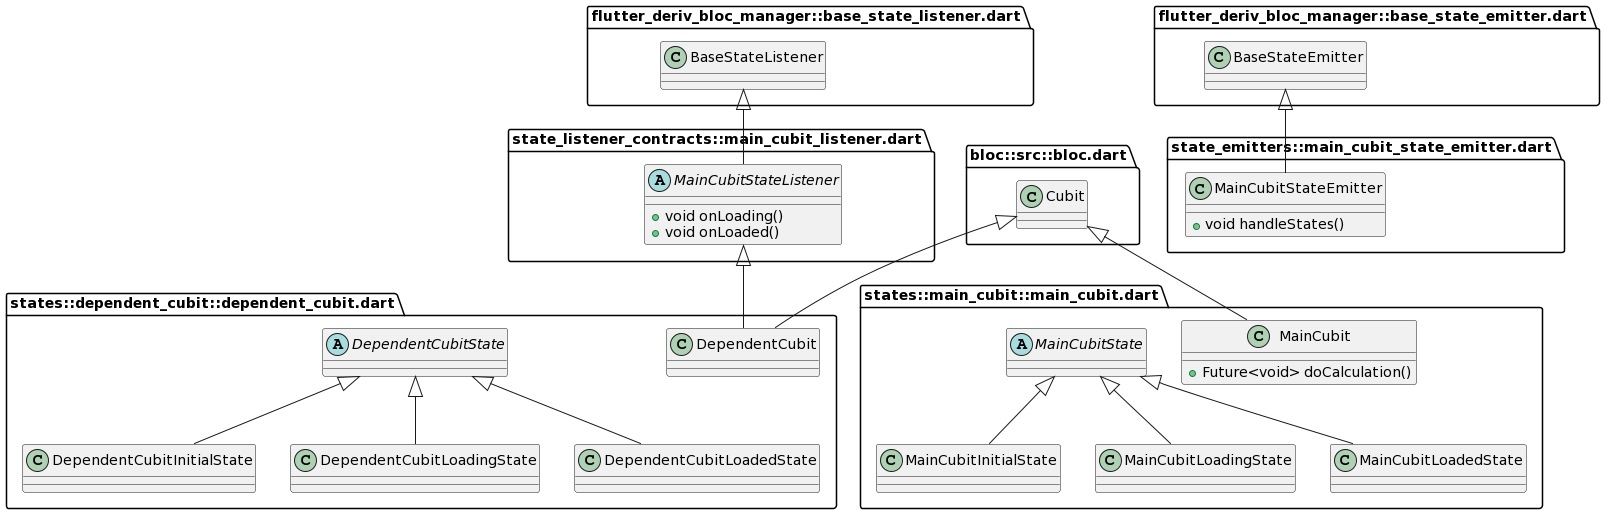 flutter_deriv_bloc_manager::base_state_listener.dart
C BaseStateListener
flutter_deriv_bloc_manager::base_state_emitter.dart
C BaseStateEmitter
state_listener_contracts::main_cubit_listener.dart
A MainCubitStateListener
void onLoading()
void onLoaded()
bloc::src::bloc.dart
C Cubit
state_emitters::main_cubit_state_emitter.dart
C MainCubitStateEmitter
void handleStates()
states::dependent_cubit::dependent_cubit.dart
A DependentCubitState
C DependentCubit
C DependentCubitInitialState
C DependentCubitLoadingState
C DependentCubitLoadedState
states::main_cubit::main_cubit.dart
A MainCubitState
C MainCubit
Future<void> doCalculation()
C MainCubitInitialState
C MainCubitLoadingState
C MainCubitLoadedState